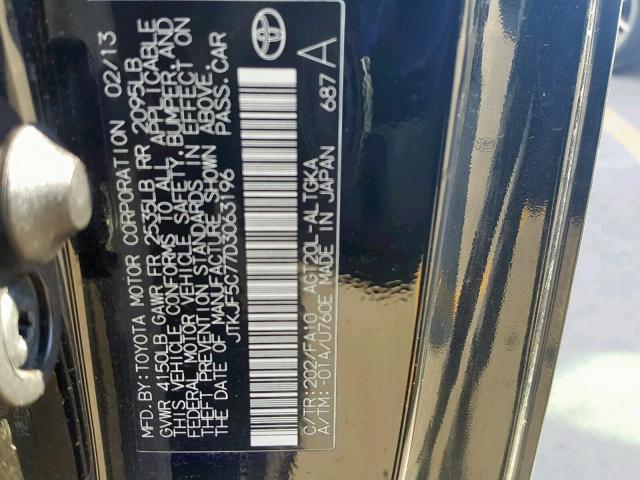 MFD. BY: TOYOTA MOTOR CORPORATION 02/13
GVWR 4150LB GAWR FR 2535LB RR 2095LB
THIS VEHICLE CONFORMS TO ALL APPLICABLE
FEDERAL MOTOR VEHICLE SAFETY, BUMPER, AND
THEFT PREVENTION STANDARDS IN EFFECT ON
THE DATE OF MANUFACTURE SHOWN ABOVE.
JTKJF5C77D3063196 PASS. CAR
C/TR: 202/FA10 AGT20L-ALTGKA
A/TM: -01A/U760E MADE IN JAPAN 687 A